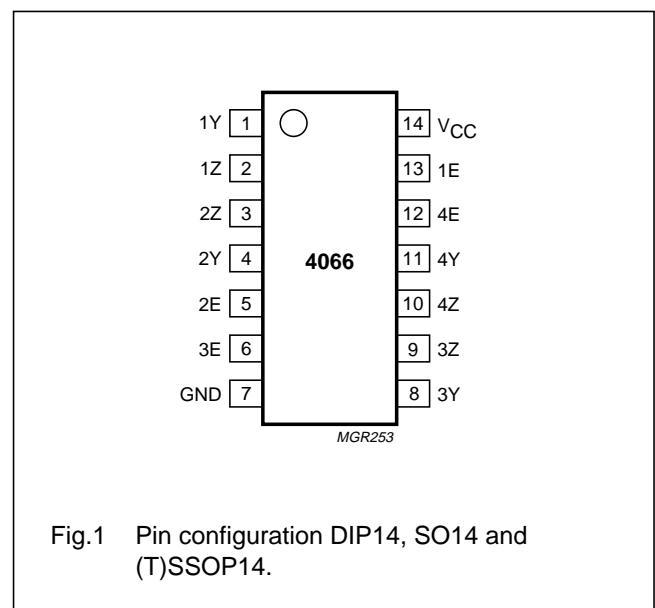 1Y 1 14 VCC
1Z 2 13 1E
2Z 3 12 4E
2Y 4 4066 11 4Y
2E 5 10 4Z
3E 6 9 3Z
GND 7 8 3Y
MGR253
Fig.1 Pin configuration DIP14, SO14 and
(T)SSOP14.